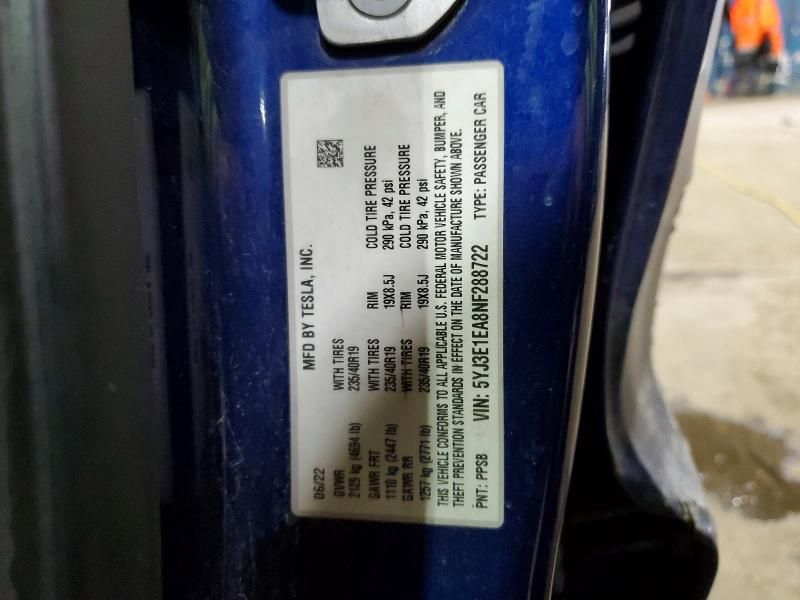 MFD BY TESLA, INC.
06/22
GVWR WITH TIRES RIM COLD TIRE PRESSURE
2129 kg (4694 lb) 235/40R19 19X8.5J 290 kPa, 42 psi
GAWR FRT WITH TIRES RIM COLD TIRE PRESSURE
1110 kg (2447 lb) 235/40R19 19X8.5J 290 kPa, 42 psi
GAWR RR WITH TIRES
1257 kg (2771 lb) 235/40R19
THIS VEHICLE CONFORMS TO ALL APPLICABLE U.S. FEDERAL MOTOR VEHICLE SAFETY, BUMPER, AND
THEFT PREVENTION STANDARDS IN EFFECT ON THE DATE OF MANUFACTURE SHOWN ABOVE.
PNT: PPSB VIN: 5YJ3E1EA8NF288722 TYPE: PASSENGER CAR